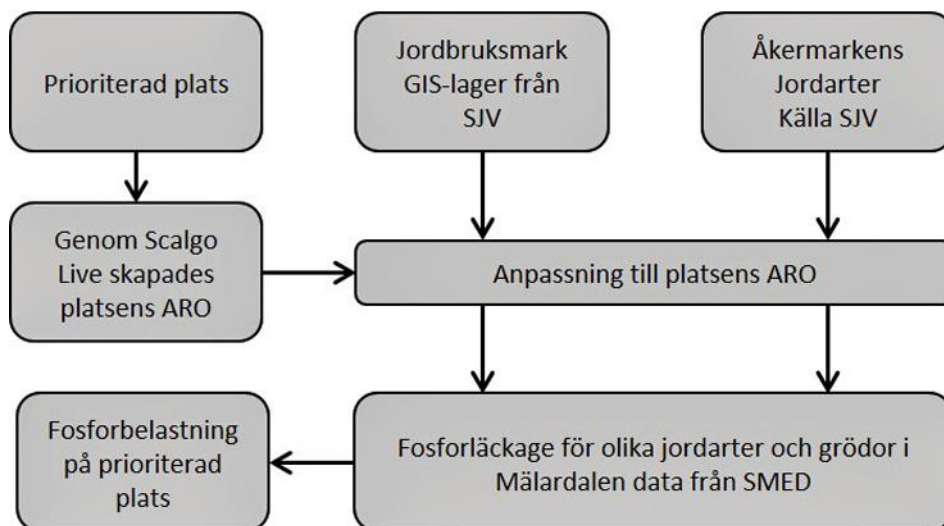 Prioriterad plats
Jordbruksmark
GIS-lager från
SJV
Åkermarkens
Jordarter
Källa SJV
Genom Scalgo
Live skapades
platsens ARO
Anpassning till platsens ARO
Fosforbelastning
på prioriterad
plats
Fosforläckage för olika jordarter och grödor i
Mälardalen data från SMED